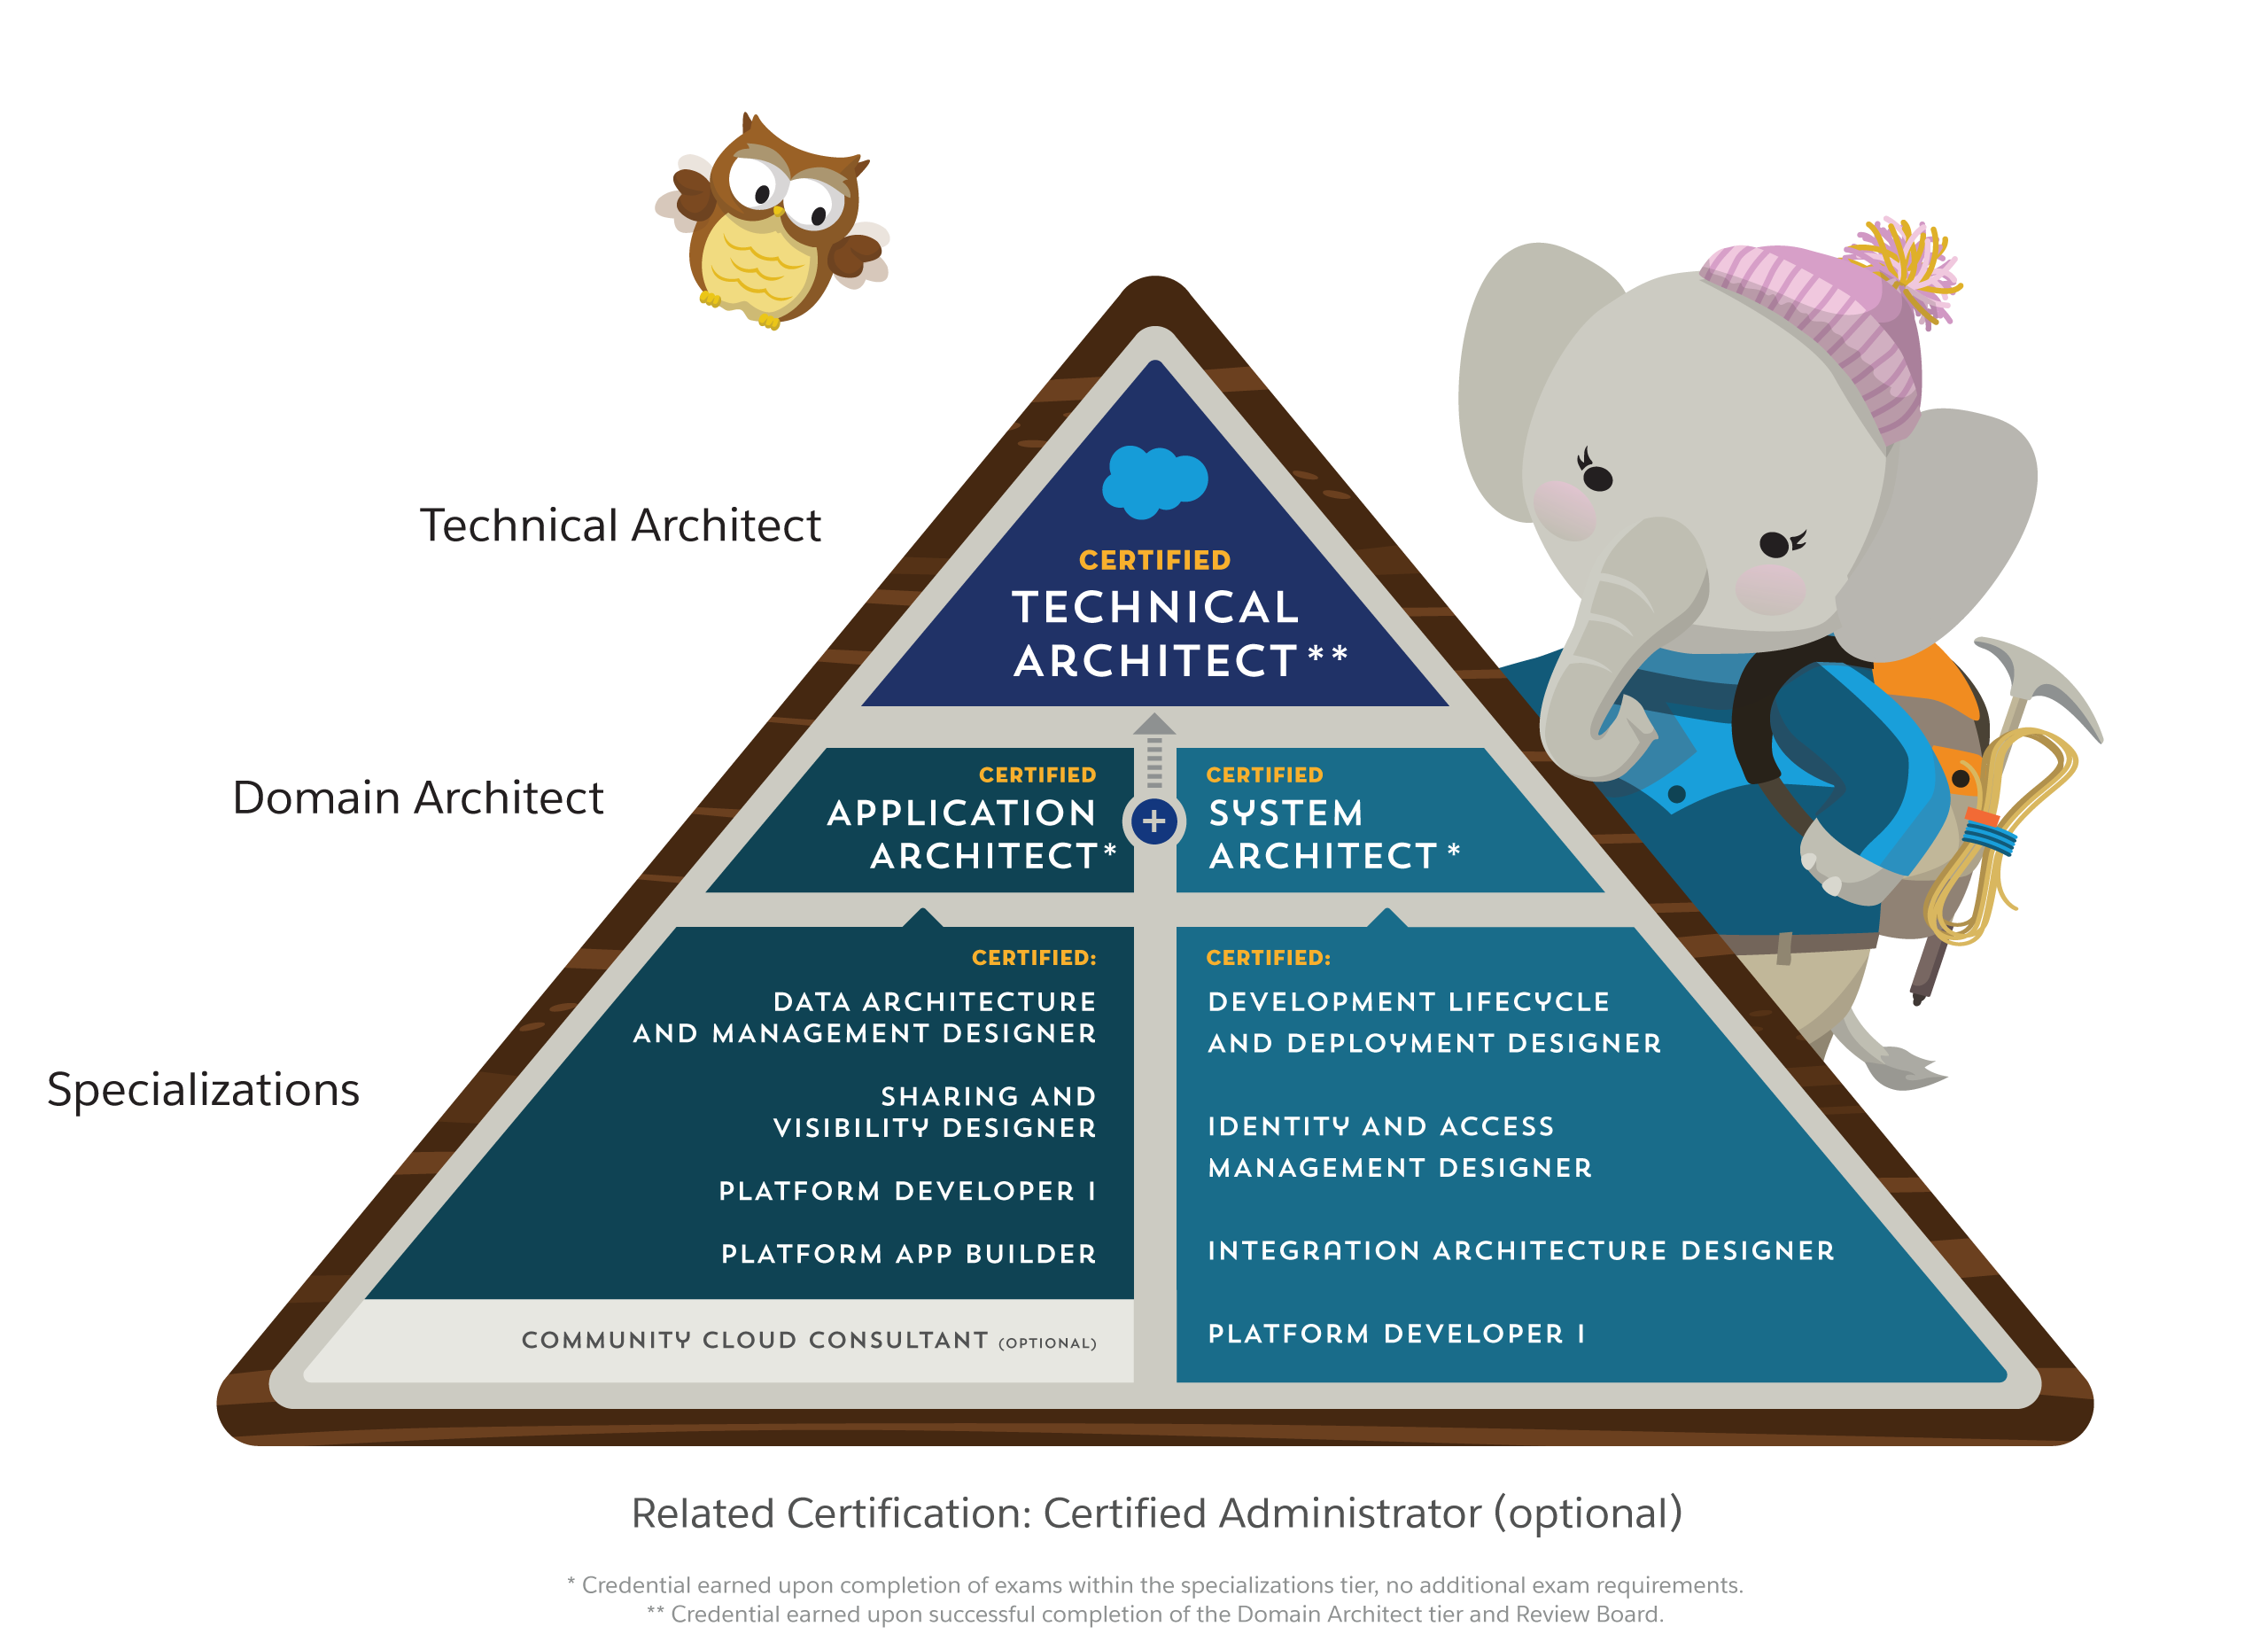 Technical Architect
CERTIFIED
TECHNICAL
ARCHITECT**
Domain Architect
CERTIFIED
APPLICATION
ARCHITECT*
+
CERTIFIED
SYSTEM
ARCHITECT*
Specializations
CERTIFIED:
DATA ARCHITECTURE
AND MANAGEMENT DESIGNER
SHARING AND
VISIBILITY DESIGNER
PLATFORM DEVELOPER I
PLATFORM APP BUILDER
COMMUNITY CLOUD CONSULTANT (OPTIONAL)
CERTIFIED:
DEVELOPMENT LIFECYCLE
AND DEPLOYMENT DESIGNER
IDENTITY AND ACCESS
MANAGEMENT DESIGNER
INTEGRATION ARCHITECTURE DESIGNER
PLATFORM DEVELOPER I
Related Certification: Certified Administrator (optional)
* Credential earned upon completion of exams within the specializations tier, no additional exam requirements.
** Credential earned upon successful completion of the Domain Architect tier and Review Board.